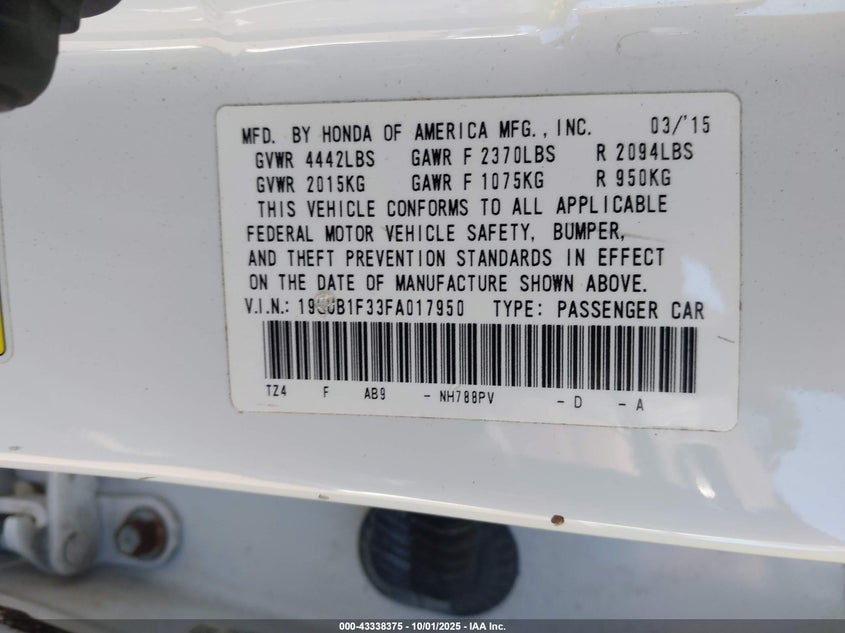 MFD. BY HONDA OF AMERICA MFG., INC. 03/'15
GVWR 4442LBS GAWR F 2370LBS R 2094LBS
GVWR 2015KG GAWR F 1075KG R 950KG
THIS VEHICLE CONFORMS TO ALL APPLICABLE
FEDERAL MOTOR VEHICLE SAFETY, BUMPER,
AND THEFT PREVENTION STANDARDS IN EFFECT
ON THE DATE OF MANUFACTURE SHOWN ABOVE.
V.I.N.: TYPE: PASSENGER CAR
TZ4 F AB9 - NH788PV - D - A
000-43338375 - 10/01/2025 - IAA Inc.